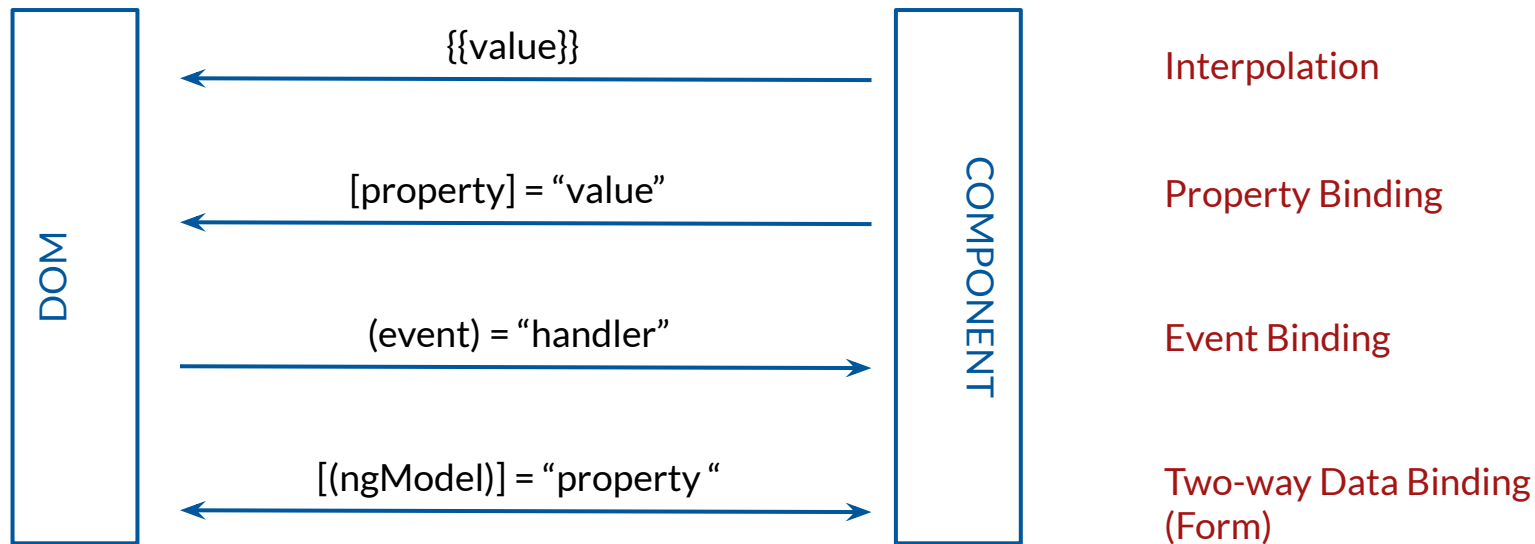 {{value}}
Interpolation
[property] = “value”
Property Binding
DOM
COMPONENT
(event) = “handler”
Event Binding
[(ngModel)] = “property “
Two-way Data Binding
(Form)